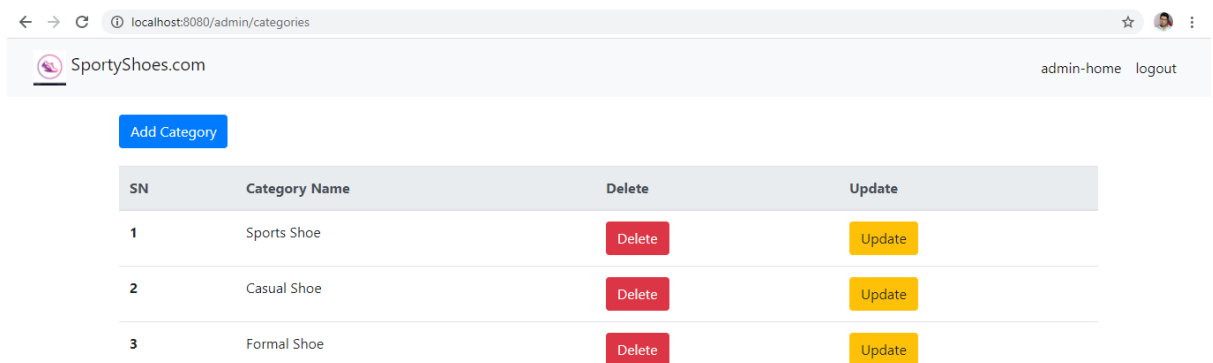 localhost:8080/admin/categories
SportyShoes.com
admin-home logout
Add Category
SN Category Name Delete Update
1 Sports Shoe Delete Update
2 Casual Shoe Delete Update
3 Formal Shoe Delete Update